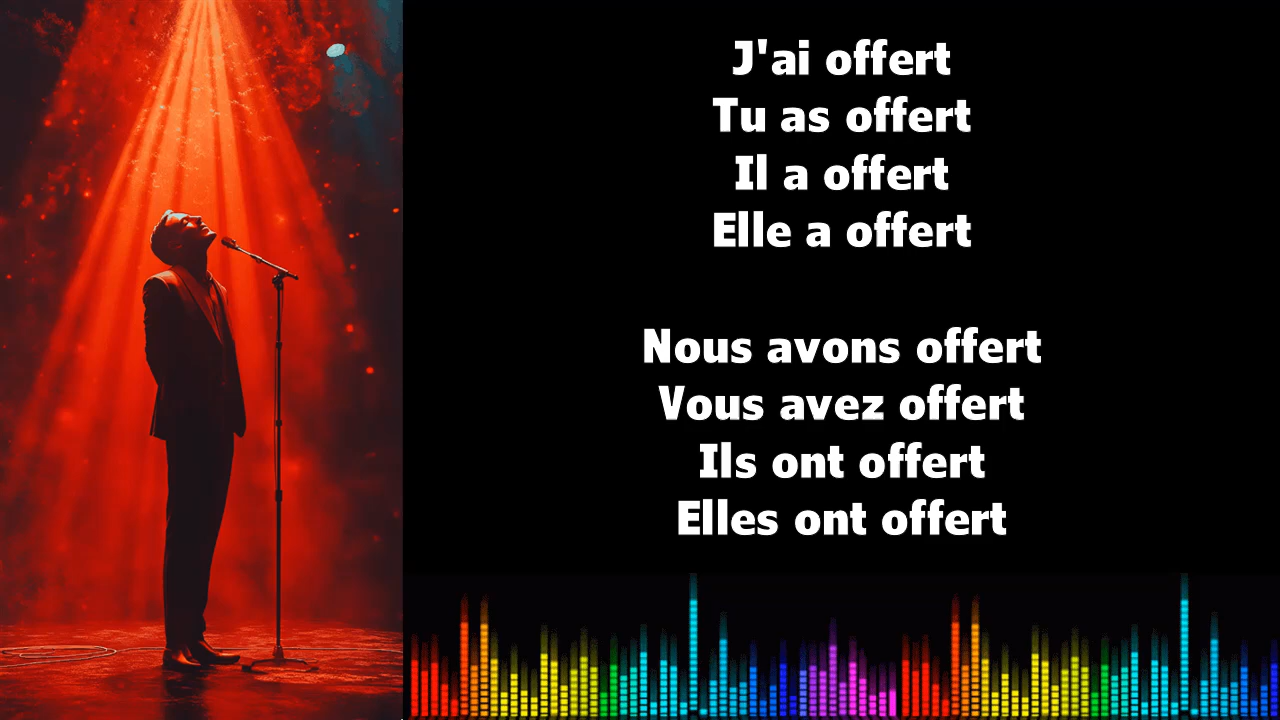 J'ai offert
Tu as offert
Il a offert
Elle a offert
Nous avons offert
Vous avez offert
Ils ont offert
Elles ont offert